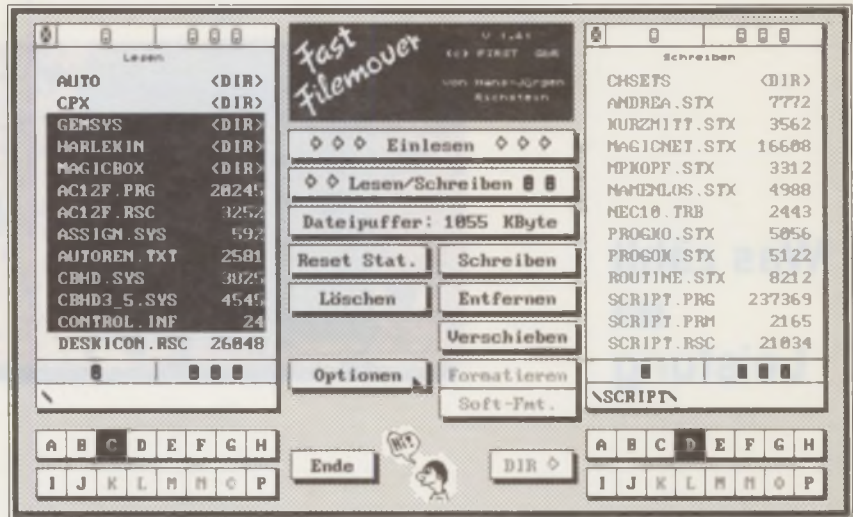 Lesen
AUTO <DIR>
CPX <DIR>
GEMSYS <DIR>
HARLEKIN <DIR>
MAGICBOX <DIR>
AC12F.PRG 20245
AC12F.RSC 3252
ASSIGN.SYS 592
AUTOREN.TXT 2581
CBHD.SYS 3825
CBHD3_5.SYS 4545
CONTROL.INF 24
DESKICON.RSC 26048
\
A B C D E F G H
I J K L M N O P
Fast
Filemover
V 1.41
(c) FIRST GbR
von Hans-Jürgen
Richstein
Einlesen
Lesen/Schreiben
Dateipuffer: 1055 KByte
Reset Stat. Schreiben
Löschen Entfernen
Verschieben
Optionen Formatieren
Soft-Fmt.
Ende Hi! DIR
Schreiben
CHSETS <DIR>
ANDREA.STX 7772
KURZMITT.STX 3562
MAGICNET.STX 16608
MPKOPF.STX 3312
NAMENLOS.STX 4988
NEC10.TRB 2443
PROGNO.STX 5056
PROGOK.STX 5122
ROUTINE.STX 8212
SCRIPT.PRG 237369
SCRIPT.PRM 2165
SCRIPT.RSC 21034
\SCRIPT\
A B C D E F G H
I J K L M N O P